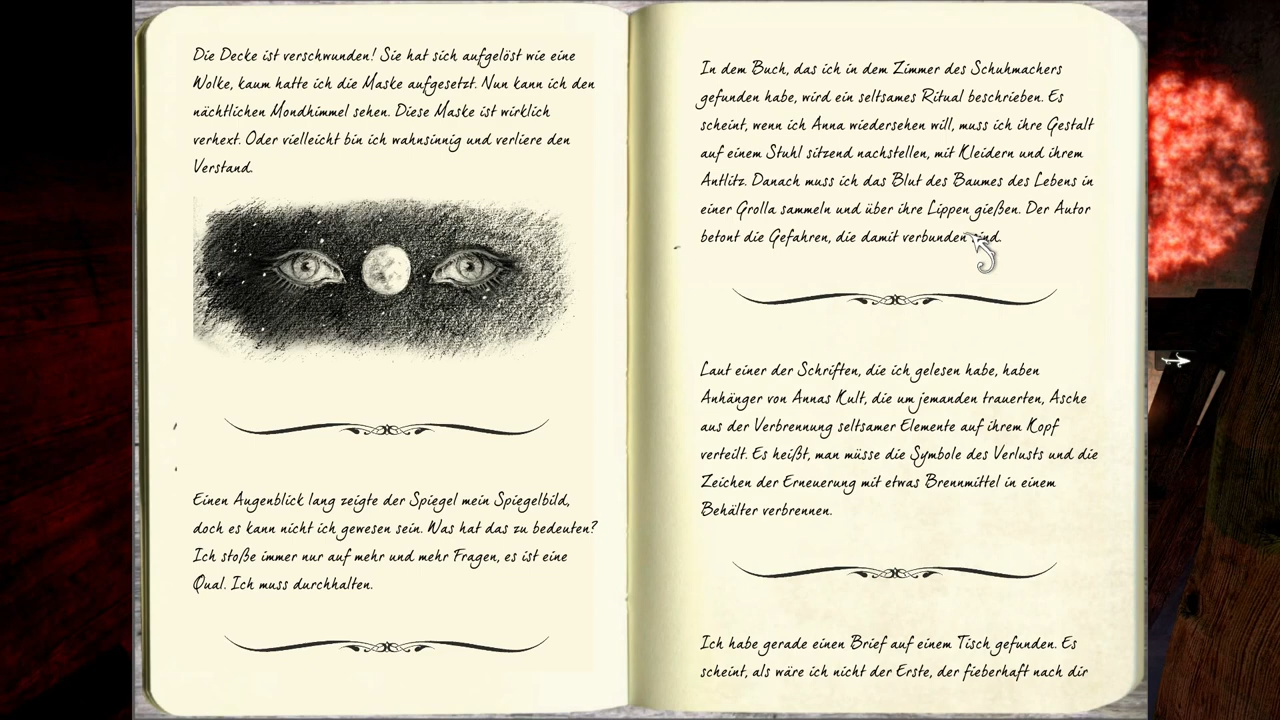 Die Decke ist verschwunden! Sie hat sich aufgelöst wie eine
Wolke, kaum hatte ich die Maske aufgesetzt. Nun kann ich den
nächtlichen Mondhimmel sehen. Diese Maske ist wirklich
verhext. Oder vielleicht bin ich wahnsinnig und verliere den
Verstand.
Einen Augenblick lang zeigte der Spiegel mein Spiegelbild,
doch es kann nicht ich gewesen sein. Was hat das zu bedeuten?
Ich stoße immer nur auf mehr und mehr Fragen, es ist eine
Qual. Ich muss durchhalten.
In dem Buch, das ich in dem Zimmer des Schuhmachers
gefunden habe, wird ein seltsames Ritual beschrieben. Es
scheint, wenn ich Anna wiedersehen will, muss ich ihre Gestalt
auf einem Stuhl sitzend nachstellen, mit Kleidern und ihrem
Antlitz. Danach muss ich das Blut des Baumes des Lebens in
einer Grolla sammeln und über ihre Lippen gießen. Der Autor
betont die Gefahren, die damit verbunden sind.
Laut einer der Schriften, die ich gelesen habe, haben
Anhänger von Annas Kult, die um jemanden trauerten, Asche
aus der Verbrennung seltsamer Elemente auf ihrem Kopf
verteilt. Es heißt, man müsse die Symbole des Verlusts und die
Zeichen der Erneuerung mit etwas Brennmittel in einem
Behälter verbrennen.
Ich habe gerade einen Brief auf einem Tisch gefunden. Es
scheint, als wäre ich nicht der Erste, der fieberhaft nach dir